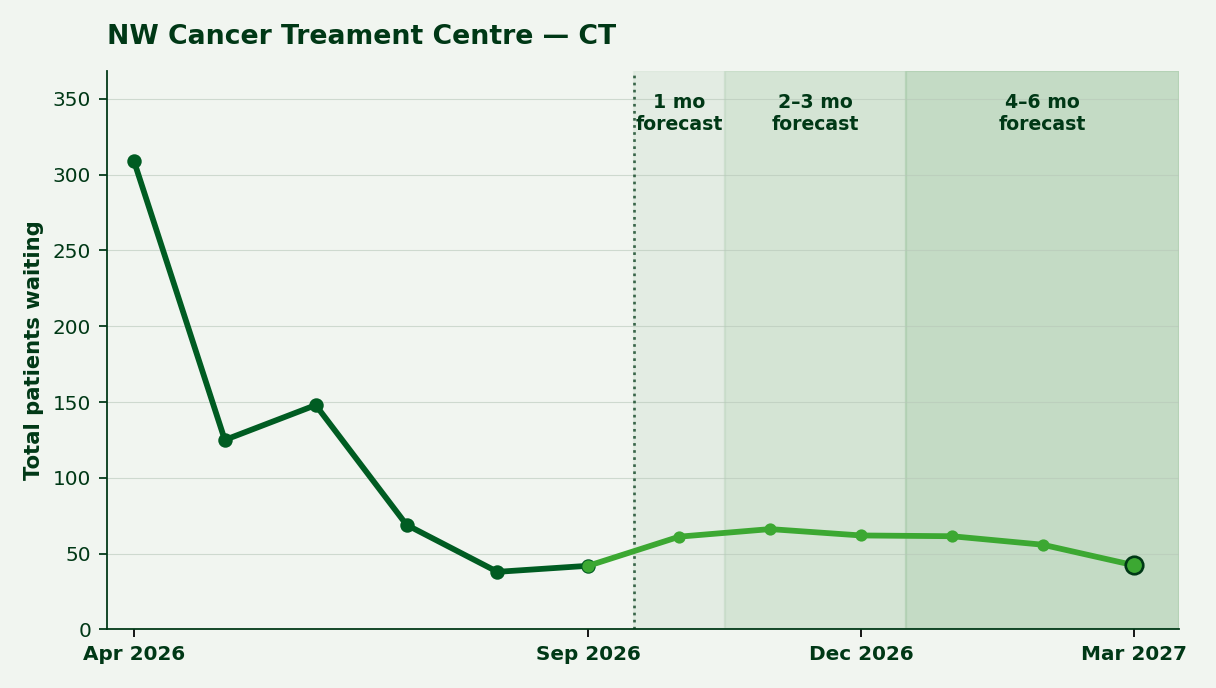 NW Cancer Treament Centre — CT
1 mo
forecast
2–3 mo
forecast
4–6 mo
forecast
Total patients waiting
350
300
250
200
150
100
50
0
Apr 2026
Sep 2026
Dec 2026
Mar 2027